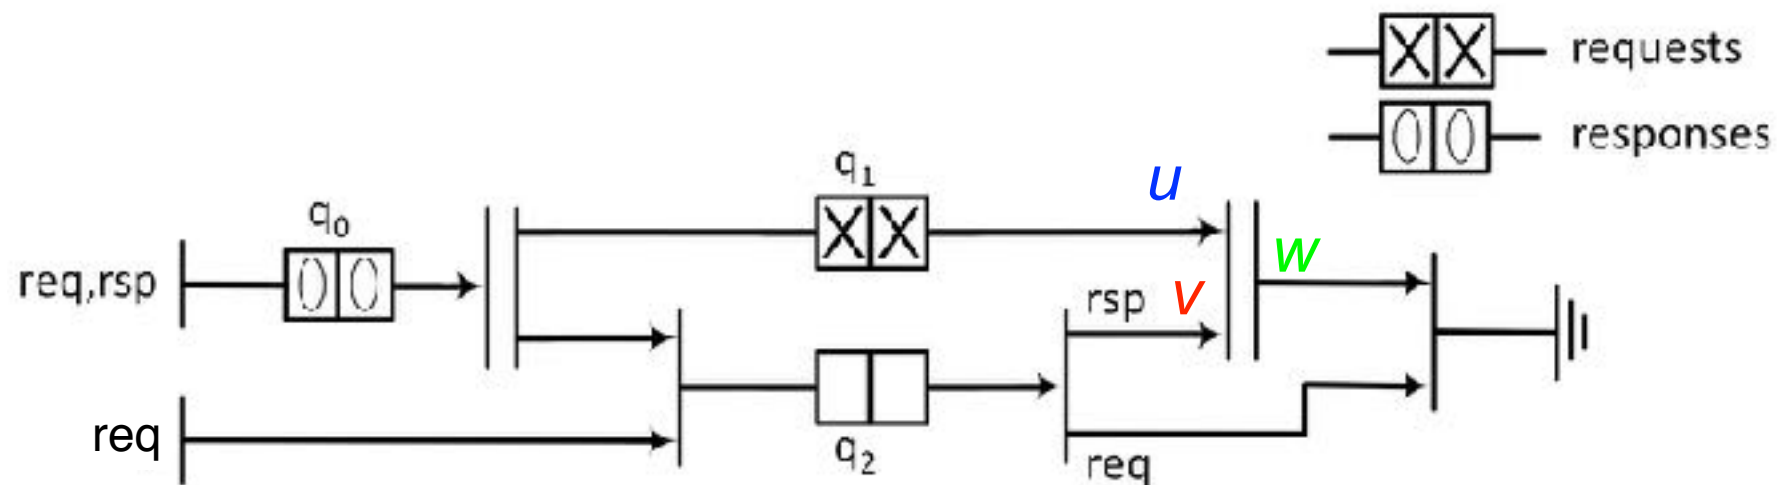 requests
responses
q₁
u
q₀
w
req,rsp
rsp
v
req
q₂
req